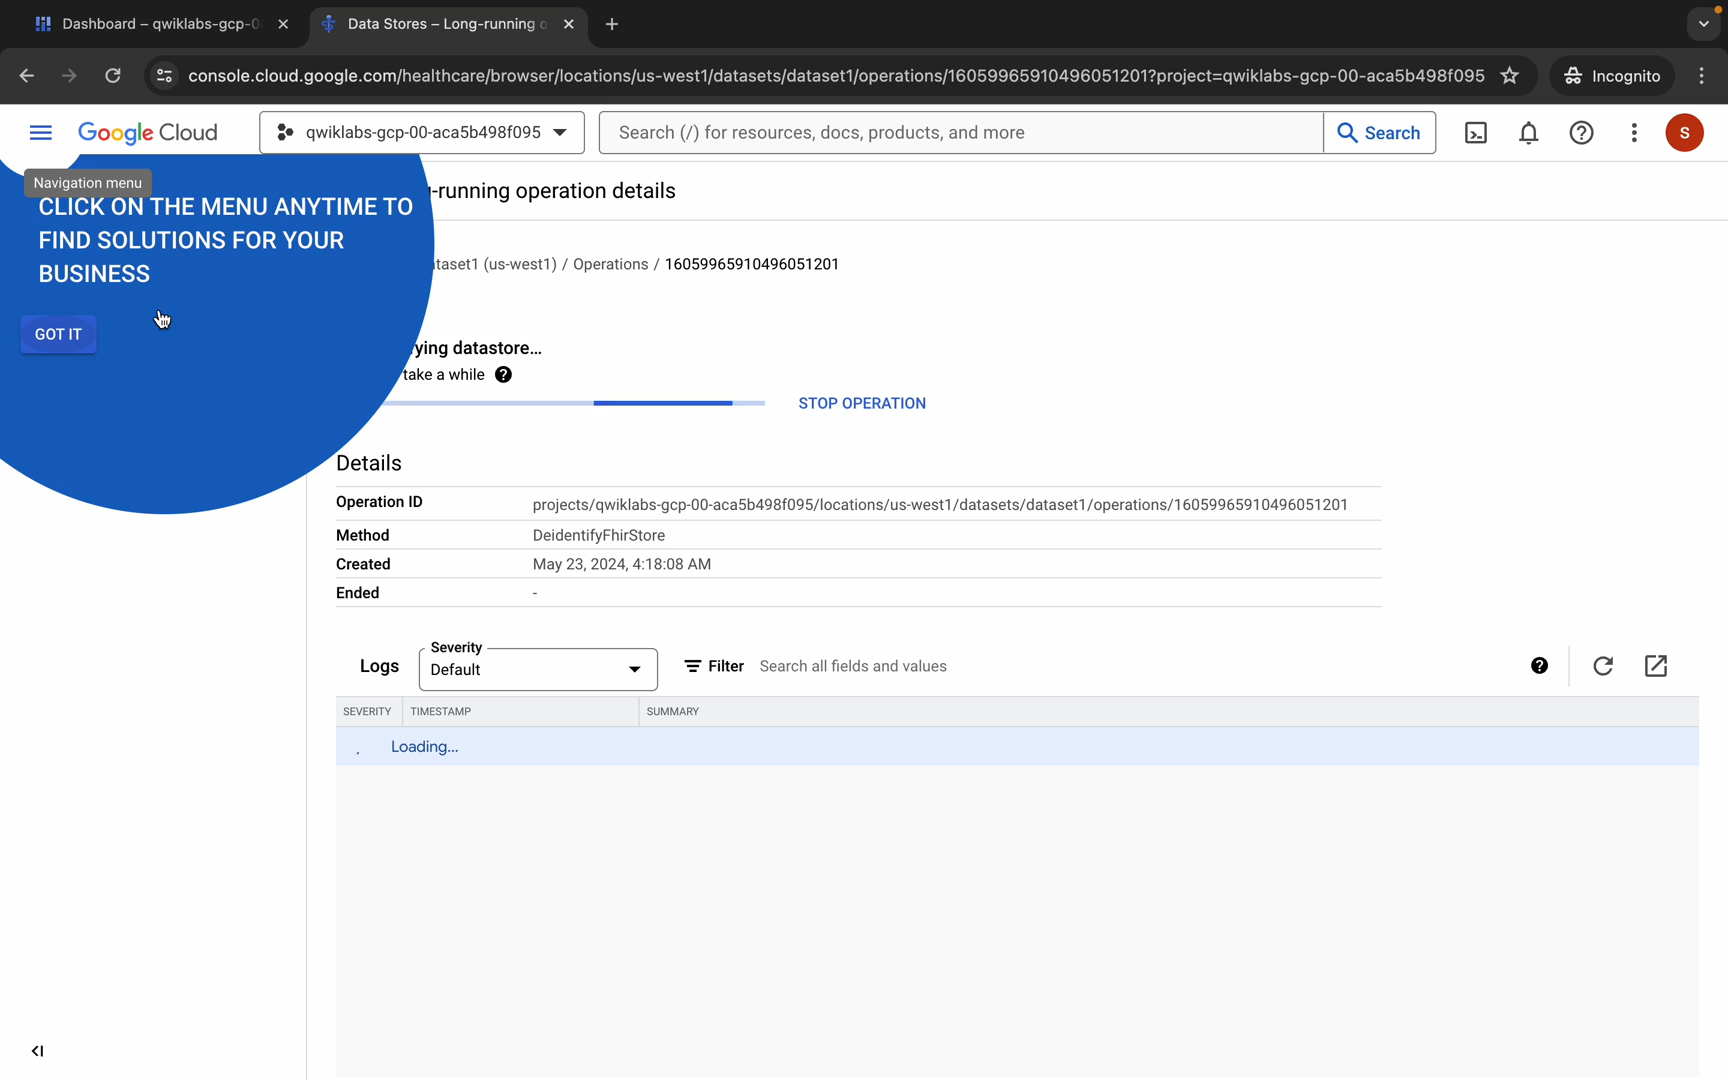 Dashboard – qwiklabs-gcp-0
Data Stores – Long-running o
console.cloud.google.com/healthcare/browser/locations/us-west1/datasets/dataset1/operations/16059965910496051201?project=qwiklabs-gcp-00-aca5b498f095
Incognito
Google Cloud
qwiklabs-gcp-00-aca5b498f095
Search (/) for resources, docs, products, and more
Search
S
Navigation menu
CLICK ON THE MENU ANYTIME TO
FIND SOLUTIONS FOR YOUR
BUSINESS
GOT IT
-running operation details
taset1 (us-west1) / Operations / 16059965910496051201
ying datastore...
take a while
STOP OPERATION
Details
Operation ID projects/qwiklabs-gcp-00-aca5b498f095/locations/us-west1/datasets/dataset1/operations/16059965910496051201
Method DeidentifyFhirStore
Created May 23, 2024, 4:18:08 AM
Ended -
Logs
Severity
Default
Filter Search all fields and values
SEVERITY TIMESTAMP SUMMARY
Loading...